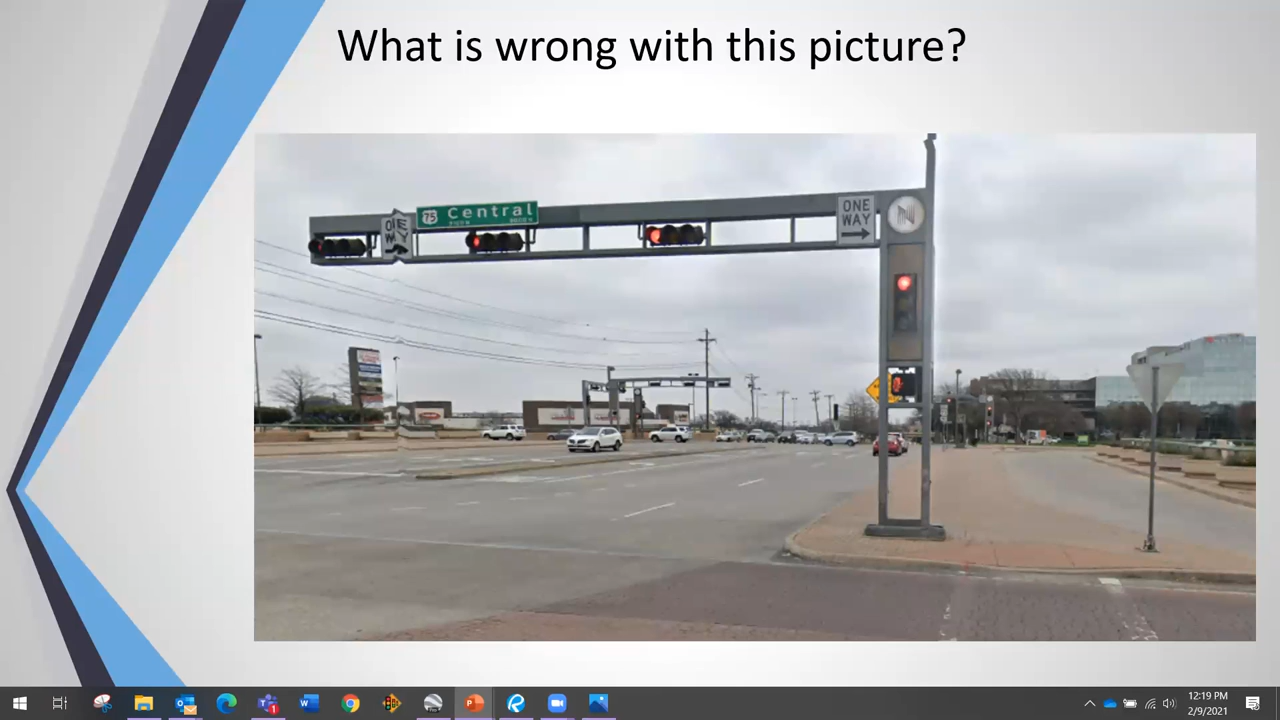 What is wrong with this picture?
75 Central
ONE
WAY
ONE
WAY
12:19 PM
2/9/2021